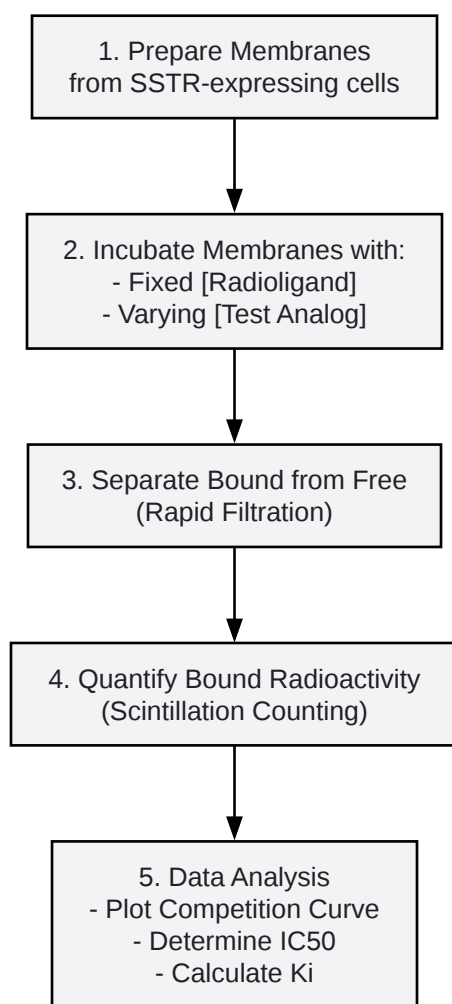 1. Prepare Membranes
from SSTR-expressing cells
2. Incubate Membranes with:
- Fixed [Radioligand]
- Varying [Test Analog]
3. Separate Bound from Free
(Rapid Filtration)
4. Quantify Bound Radioactivity
(Scintillation Counting)
5. Data Analysis
- Plot Competition Curve
- Determine IC50
- Calculate Ki